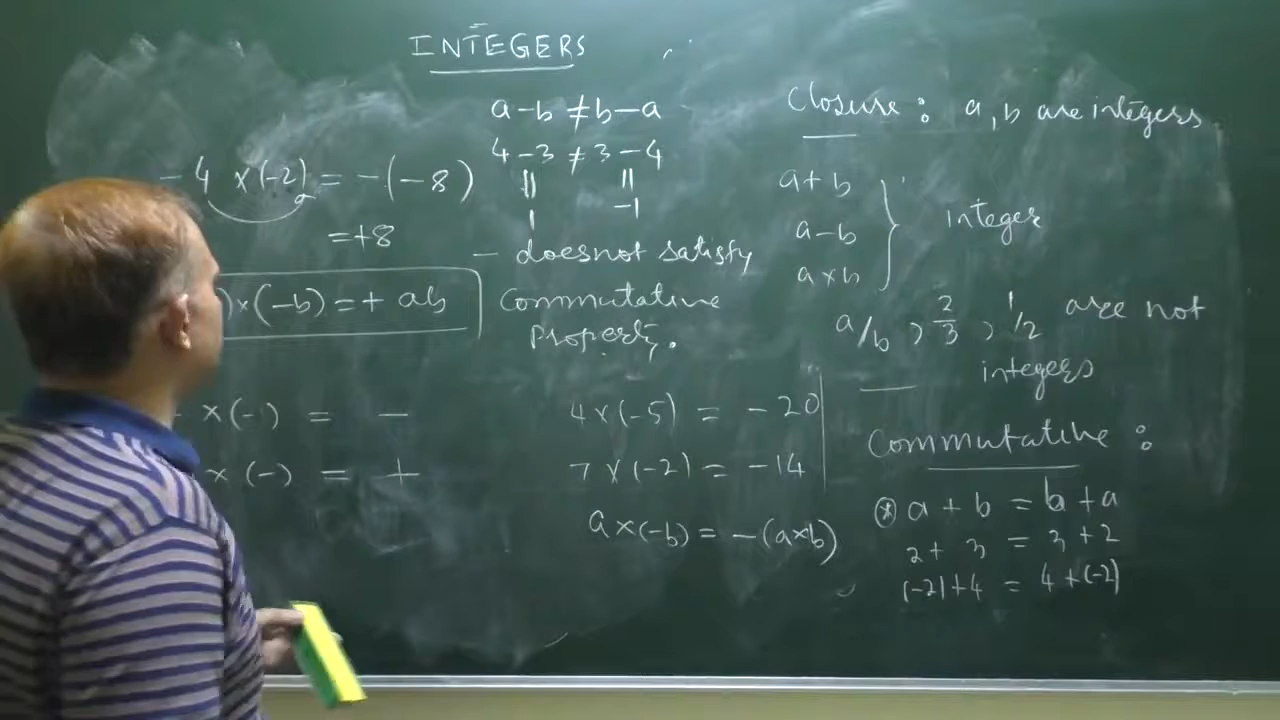 INTEGERS
- 4 x (-2) = -(-8)
= +8
) x (-b) = + ab
x (-) = -
x (-) = +
a-b ≠ b-a
4-3 ≠ 3-4
|| ||
1 -1
- doesnot satisfy
Commutative
Property.
4 x (-5) = -20
7 x (-2) = -14
a x (-b) = -(a x b)
Closure : a, b are integers
a+b
a-b } integer
a x b
a/b , 2/3 , 1/2 are not
integers
Commutative :
* a + b = b + a
2 + 3 = 3 + 2
(-2) + 4 = 4 + (-2)